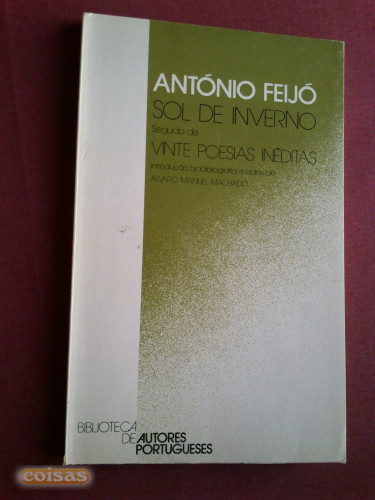 ANTÓNIO FEIJÓ
SOL DE INVERNO
Seguido de
VINTE POESIAS INÉDITAS
Introdução, biobibliografia e notas de
ÁLVARO MANUEL MACHADO
BIBLIOTECA
DE AUTORES
PORTUGUESES
coisas